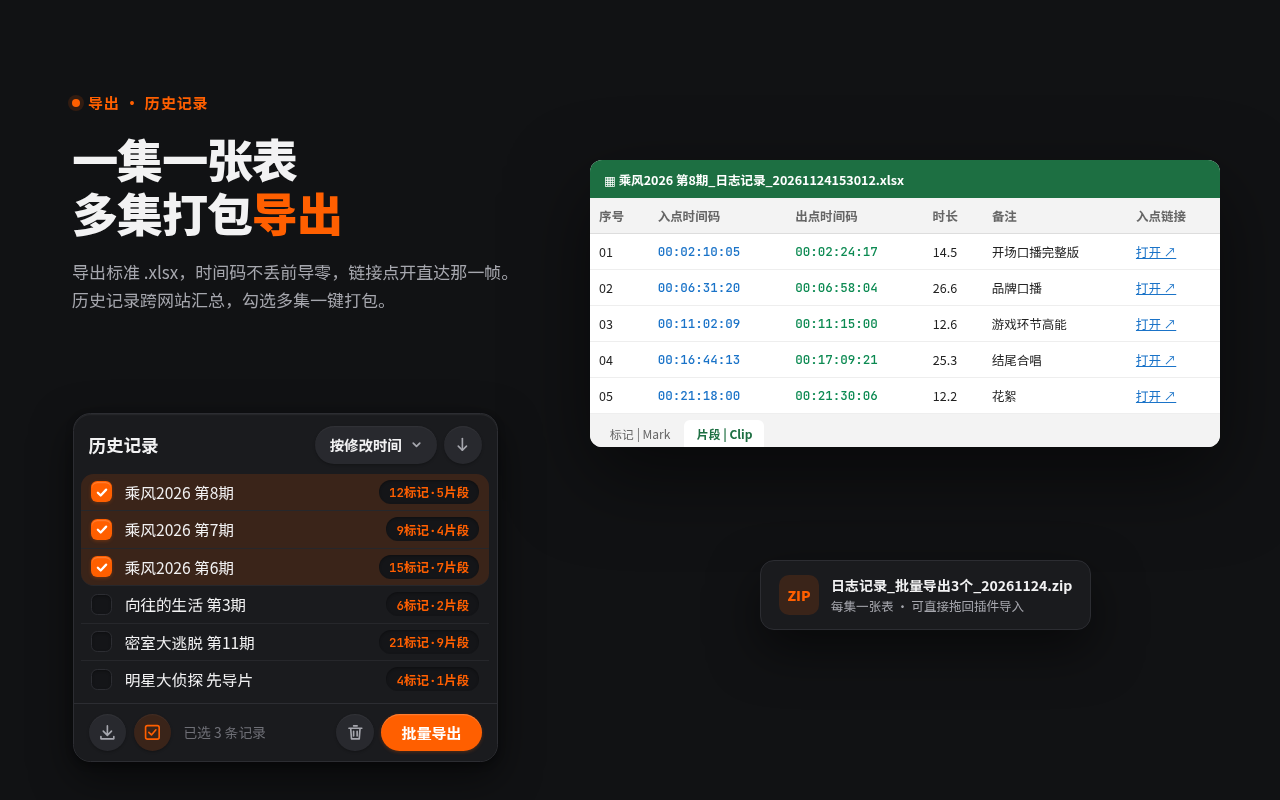 导出 · 历史记录
一集一张表
多集打包导出
导出标准 .xlsx，时间码不丢前导零，链接点开直达那一帧。
历史记录跨网站汇总，勾选多集一键打包。
历史记录 按修改时间
乘风2026 第8期 12标记·5片段
乘风2026 第7期 9标记·4片段
乘风2026 第6期 15标记·7片段
向往的生活 第3期 6标记·2片段
密室大逃脱 第11期 21标记·9片段
明星大侦探 先导片 4标记·1片段
已选 3 条记录 批量导出
乘风2026 第8期_日志记录_20261124153012.xlsx
序号 入点时间码 出点时间码 时长 备注 入点链接
01 00:02:10:05 00:02:24:17 14.5 开场口播完整版 打开 ↗
02 00:06:31:20 00:06:58:04 26.6 品牌口播 打开 ↗
03 00:11:02:09 00:11:15:00 12.6 游戏环节高能 打开 ↗
04 00:16:44:13 00:17:09:21 25.3 结尾合唱 打开 ↗
05 00:21:18:00 00:21:30:06 12.2 花絮 打开 ↗
标记 | Mark 片段 | Clip
ZIP 日志记录_批量导出3个_20261124.zip
每集一张表 · 可直接拖回插件导入